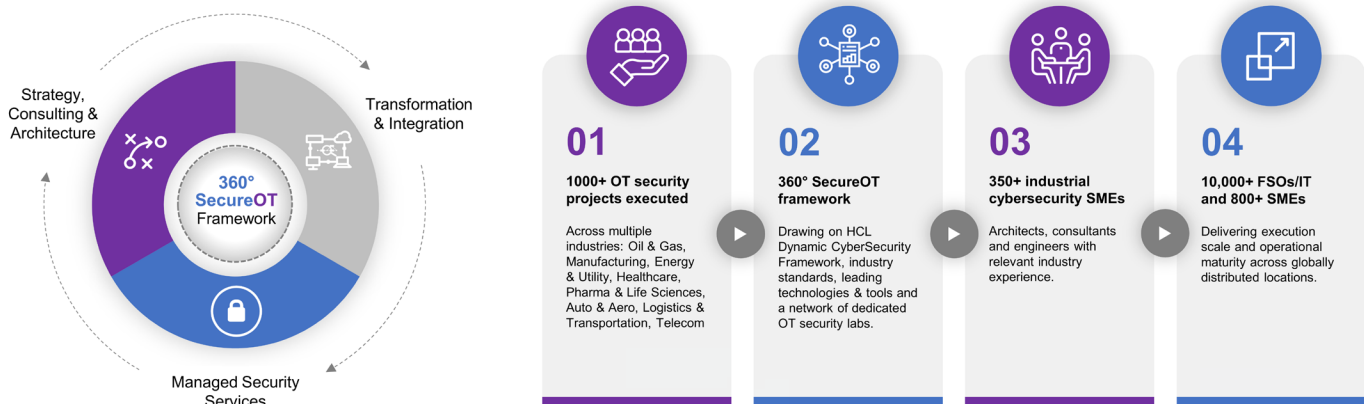 Strategy,
Consulting &
Architecture
Transformation
& Integration
360°
SecureOT
Framework
Managed Security
Services
01
1000+ OT security
projects executed
Across multiple
industries: Oil & Gas,
Manufacturing, Energy
& Utility, Healthcare,
Pharma & Life Sciences,
Auto & Aero, Logistics &
Transportation, Telecom
02
360° SecureOT
framework
Drawing on HCL
Dynamic CyberSecurity
Framework, industry
standards, leading
technologies & tools and
a network of dedicated
OT security labs.
03
350+ industrial
cybersecurity SMEs
Architects, consultants
and engineers with
relevant industry
experience.
04
10,000+ FSOs/IT
and 800+ SMEs
Delivering execution
scale and operational
maturity across globally
distributed locations.